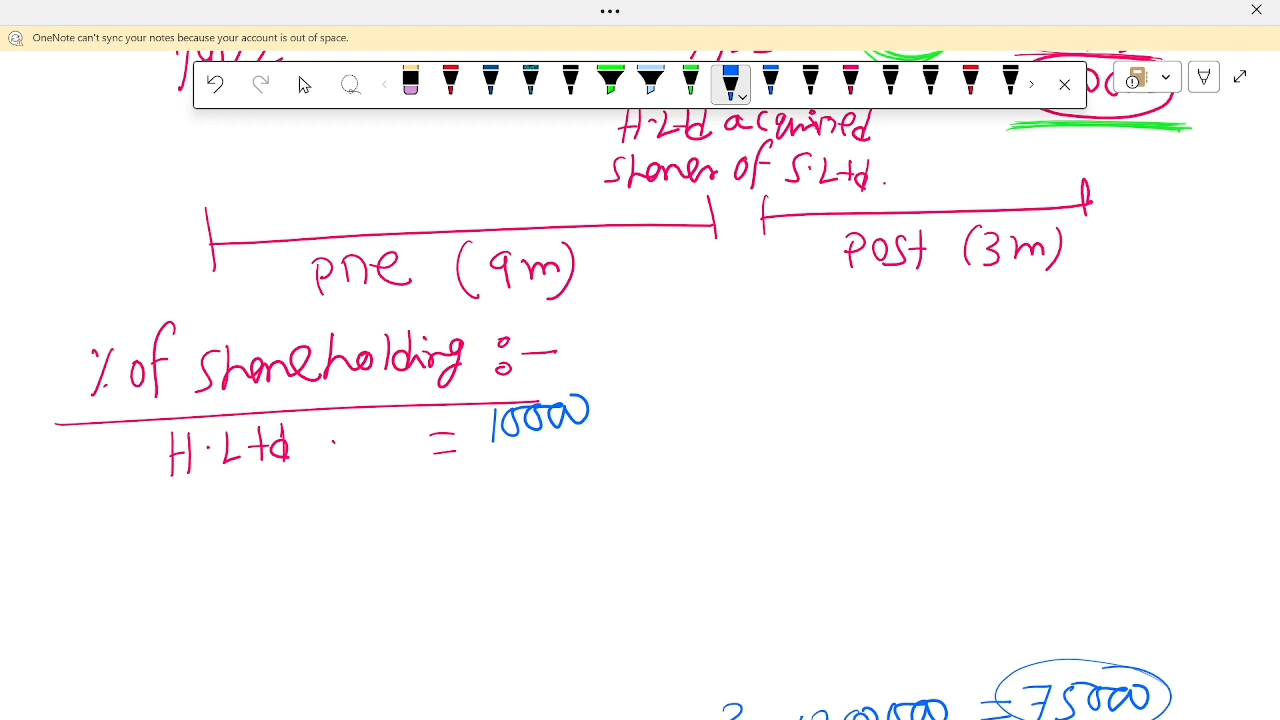 OneNote can't sync your notes because your account is out of space.
H.Ltd acquired
shares of S.Ltd.
pre (9m)
post (3m)
% of shareholding :-
H.Ltd = 10000
= 75000